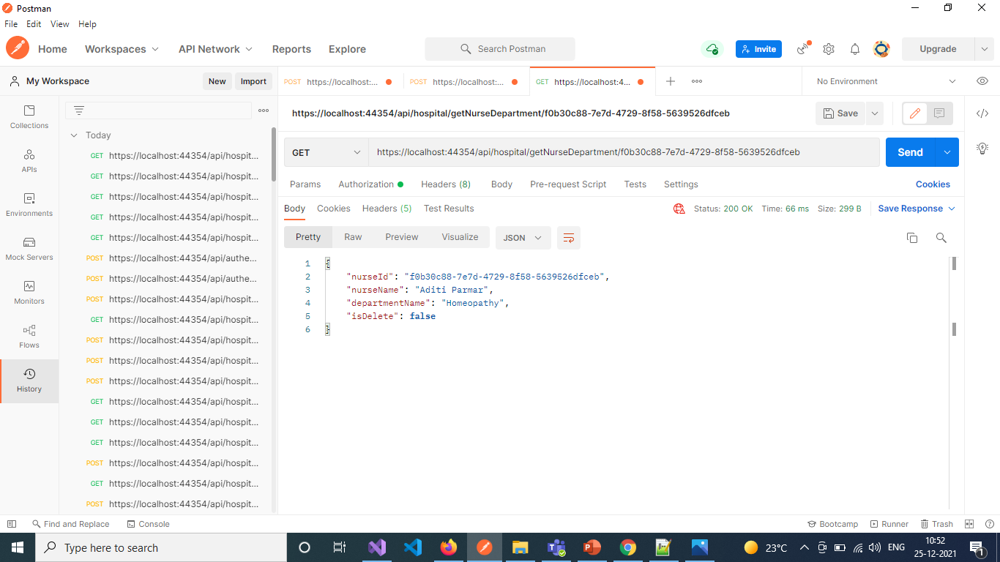 Postman
File Edit View Help
Home Workspaces API Network Reports Explore Search Postman Invite Upgrade
My Workspace New Import
POST https://localhost:... POST https://localhost:... GET https://localhost:4... No Environment
Collections
APIs
Environments
Mock Servers
Monitors
Flows
History
Today
GET https://localhost:44354/api/hospit...
GET https://localhost:44354/api/hospit...
GET https://localhost:44354/api/hospit...
GET https://localhost:44354/api/hospit...
GET https://localhost:44354/api/hospit...
POST https://localhost:44354/api/authe...
POST https://localhost:44354/api/authe...
POST https://localhost:44354/api/hospit...
GET https://localhost:44354/api/hospit...
POST https://localhost:44354/api/hospit...
POST https://localhost:44354/api/hospit...
POST https://localhost:44354/api/hospit...
GET https://localhost:44354/api/hospit...
GET https://localhost:44354/api/hospit...
GET https://localhost:44354/api/hospit...
POST https://localhost:44354/api/hospit...
GET https://localhost:44354/api/hospit...
POST https://localhost:44354/api/hospit...
https://localhost:44354/api/hospital/getNurseDepartment/f0b30c88-7e7d-4729-8f58-5639526dfceb Save
GET https://localhost:44354/api/hospital/getNurseDepartment/f0b30c88-7e7d-4729-8f58-5639526dfceb Send
Params Authorization Headers (8) Body Pre-request Script Tests Settings Cookies
Body Cookies Headers (5) Test Results Status: 200 OK Time: 66 ms Size: 299 B Save Response
Pretty Raw Preview Visualize JSON
1 {
2 "nurseId": "f0b30c88-7e7d-4729-8f58-5639526dfceb",
3 "nurseName": "Aditi Parmar",
4 "departmentName": "Homeopathy",
5 "isDelete": false
6 }
Find and Replace Console Bootcamp Runner Trash
Type here to search 23°C ENG 10:52
25-12-2021 1